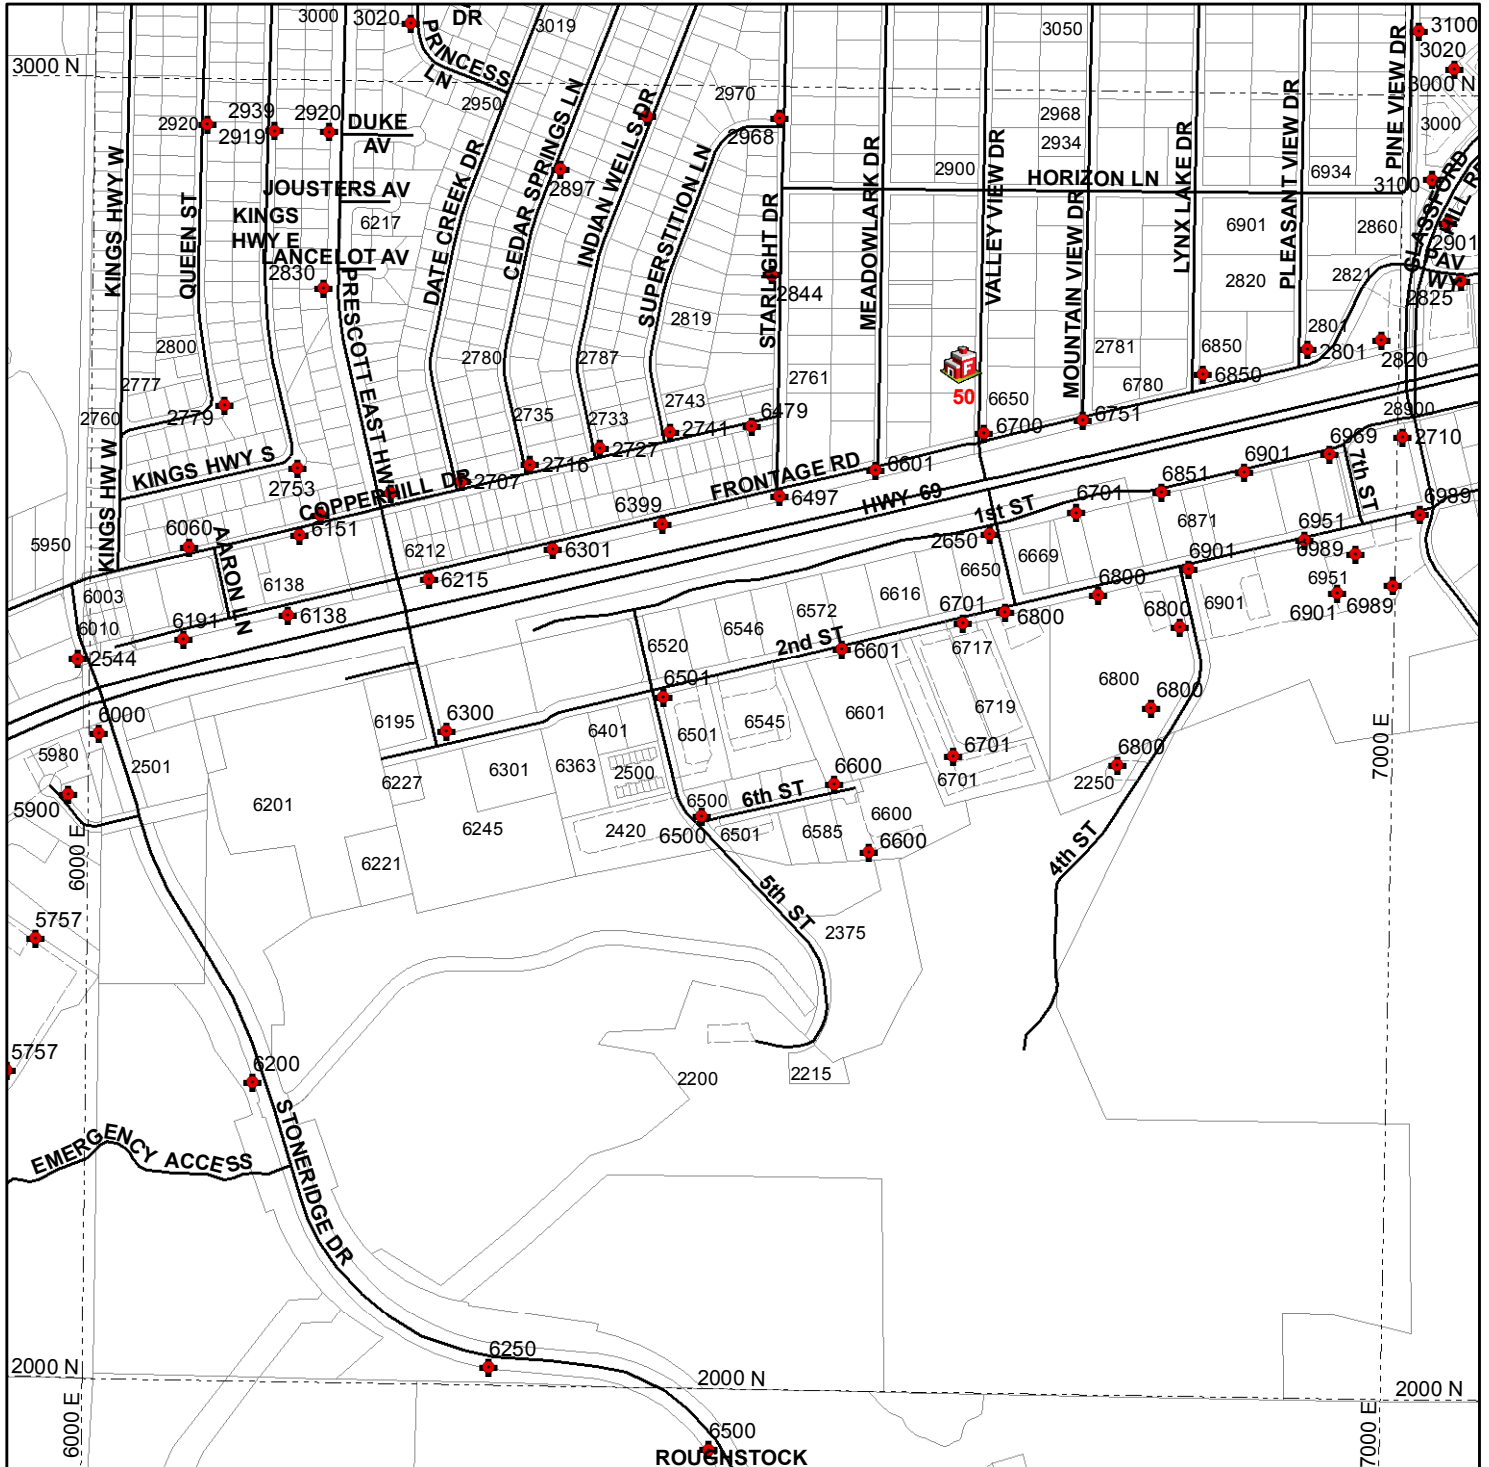 3000
3020
DR
3019
3050
3100
3020
3000 N
PRINCESS
LN
PINE VIEW DR
3000 N
2950
2970
2968
3000
2920
2939
2920
DUKE
AV
2919
2968
2934
2900
HORIZON LN
6934
3100
JOUSTERS AV
KINGS
HWY E
6217
LANCELOT AV
2897
KINGS HWY W
QUEEN ST
DATE CREEK DR
CEDAR SPRINGS LN
INDIAN WELLS DR
SUPERSTITION LN
STARLIGHT DR
MEADOWLARK DR
VALLEY VIEW DR
MOUNTAIN VIEW DR
LYNX LAKE DR
PLEASANT VIEW DR
GLASSFORD
HILL RD
6901
2860
2901
AV
WY
2830
2844
2820
2821
2825
PRESCOTT EAST HWY
2819
2801
2801
2820
2800
2780
2787
2761
2781
6850
6850
2777
50
6780
2760
2779
2735
2733
2743
6479
6650
6751
28900
2741
6700
2710
2727
2716
KINGS HWY S
2753
2707
COPPERHILL DR
FRONTAGE RD
6601
6497
HWY 69
6969
7th ST
6901
6851
6701
1st ST
KINGS HW W
5950
6060
AARON LN
6151
6399
6301
6212
6215
2650
6871
6951
6989
6669
6901
6989
6003
6138
6138
6650
6800
6951
6010
6191
6616
6572
6701
6800
6800
6901
6901
6989
2544
6546
6520
2nd ST
6601
6717
6501
6800
6800
6000
6195
6300
6401
6501
6545
6601
6719
7000 E
5980
2501
6227
6301
6363
2500
6701
6701
6800
2250
5900
6201
6245
6500
6th ST
6600
6600
6000 E
6221
2420
6500
6501
6585
6600
4th ST
5757
5th ST
2375
5757
6200
2200
2215
EMERGENCY ACCESS
STONERIDGE DR
6250
2000 N
2000 N
2000 N
6000 E
7000 E
6500
ROUGHSTOCK